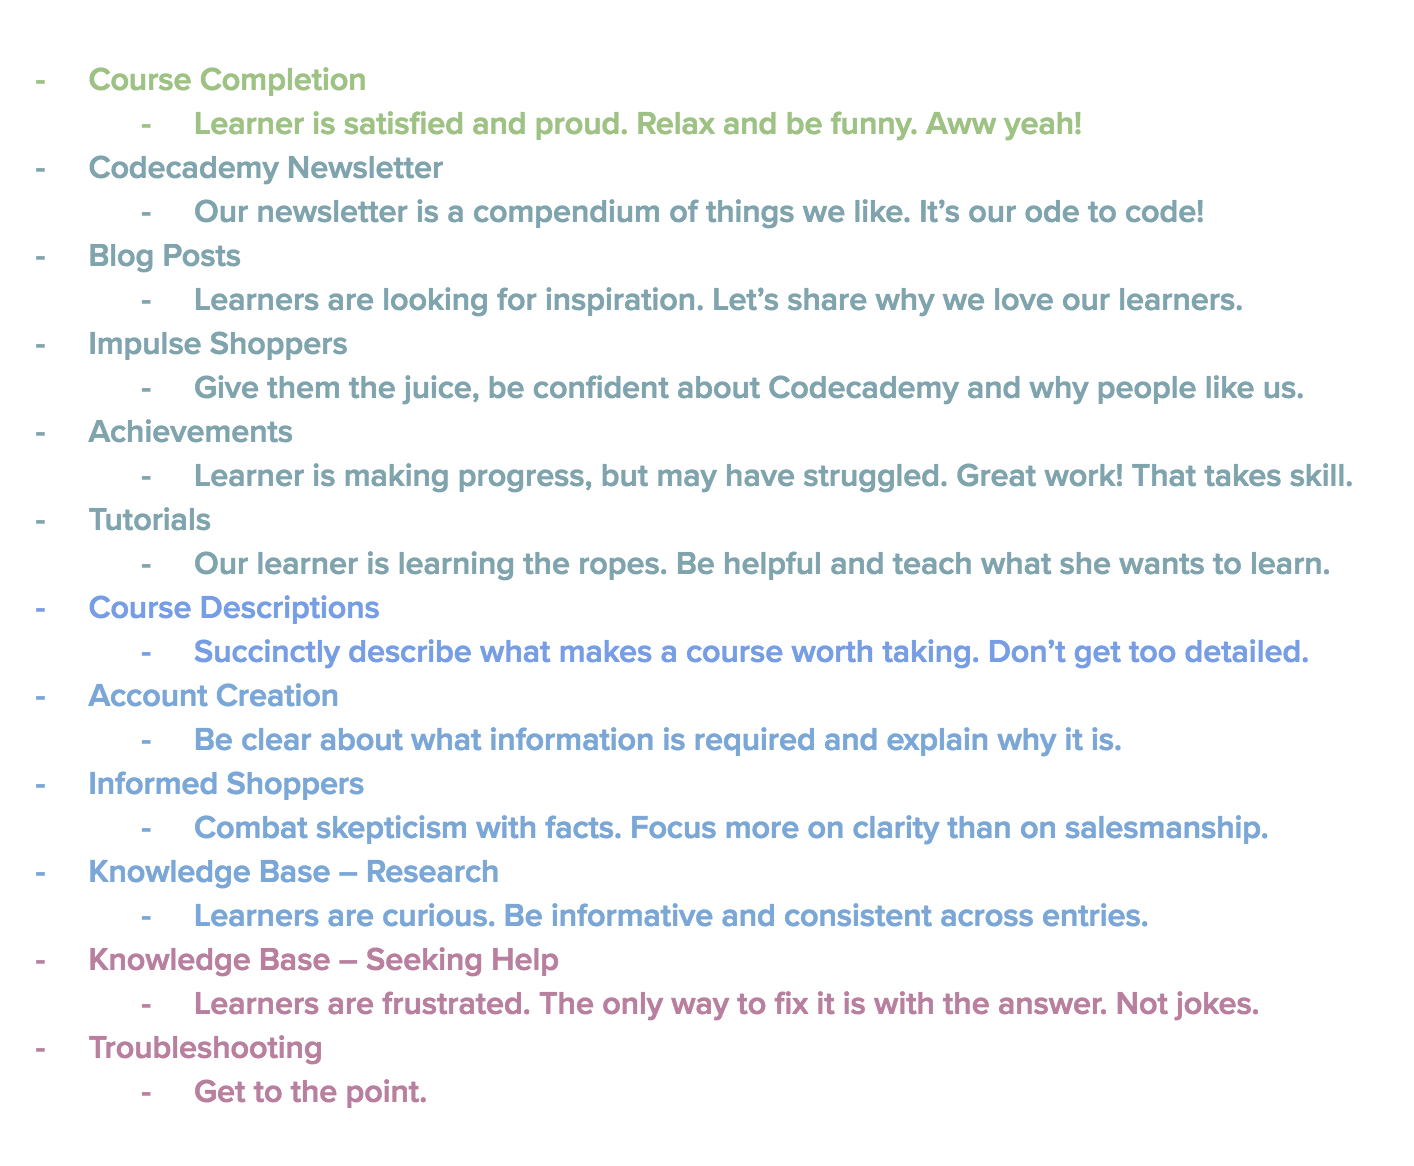 - Course Completion
- Learner is satisfied and proud. Relax and be funny. Aww yeah!
- Codecademy Newsletter
- Our newsletter is a compendium of things we like. It’s our ode to code!
- Blog Posts
- Learners are looking for inspiration. Let’s share why we love our learners.
- Impulse Shoppers
- Give them the juice, be confident about Codecademy and why people like us.
- Achievements
- Learner is making progress, but may have struggled. Great work! That takes skill.
- Tutorials
- Our learner is learning the ropes. Be helpful and teach what she wants to learn.
- Course Descriptions
- Succinctly describe what makes a course worth taking. Don’t get too detailed.
- Account Creation
- Be clear about what information is required and explain why it is.
- Informed Shoppers
- Combat skepticism with facts. Focus more on clarity than on salesmanship.
- Knowledge Base – Research
- Learners are curious. Be informative and consistent across entries.
- Knowledge Base – Seeking Help
- Learners are frustrated. The only way to fix it is with the answer. Not jokes.
- Troubleshooting
- Get to the point.